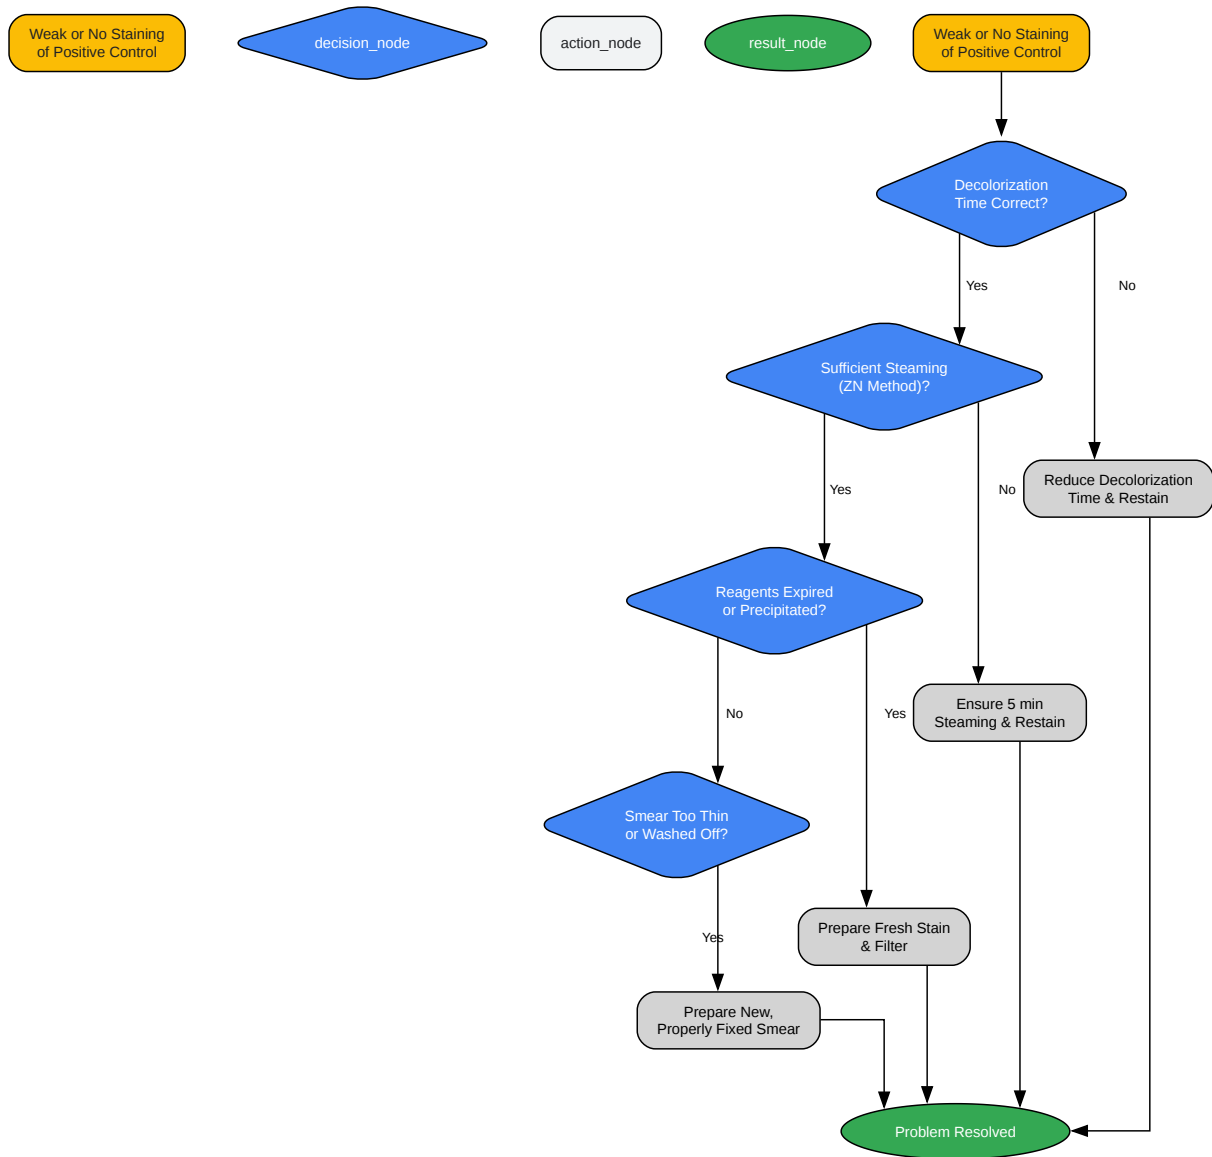 Weak or No Staining
of Positive Control
decision_node
action_node
result_node
Weak or No Staining
of Positive Control
Decolorization
Time Correct?
Yes
No
Sufficient Steaming
(ZN Method)?
Reduce Decolorization
Time & Restain
Yes
No
Reagents Expired
or Precipitated?
Ensure 5 min
Steaming & Restain
No
Yes
Smear Too Thin
or Washed Off?
Prepare Fresh Stain
& Filter
Yes
Prepare New,
Properly Fixed Smear
Problem Resolved